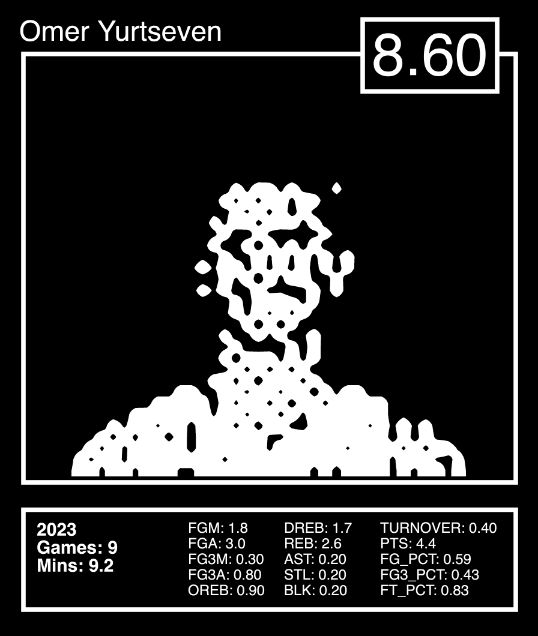 Omer Yurtseven
8.60
2023
Games: 9
Mins: 9.2
FGM: 1.8
FGA: 3.0
FG3M: 0.30
FG3A: 0.80
OREB: 0.90
DREB: 1.7
REB: 2.6
AST: 0.20
STL: 0.20
BLK: 0.20
TURNOVER: 0.40
PTS: 4.4
FG_PCT: 0.59
FG3_PCT: 0.43
FT_PCT: 0.83